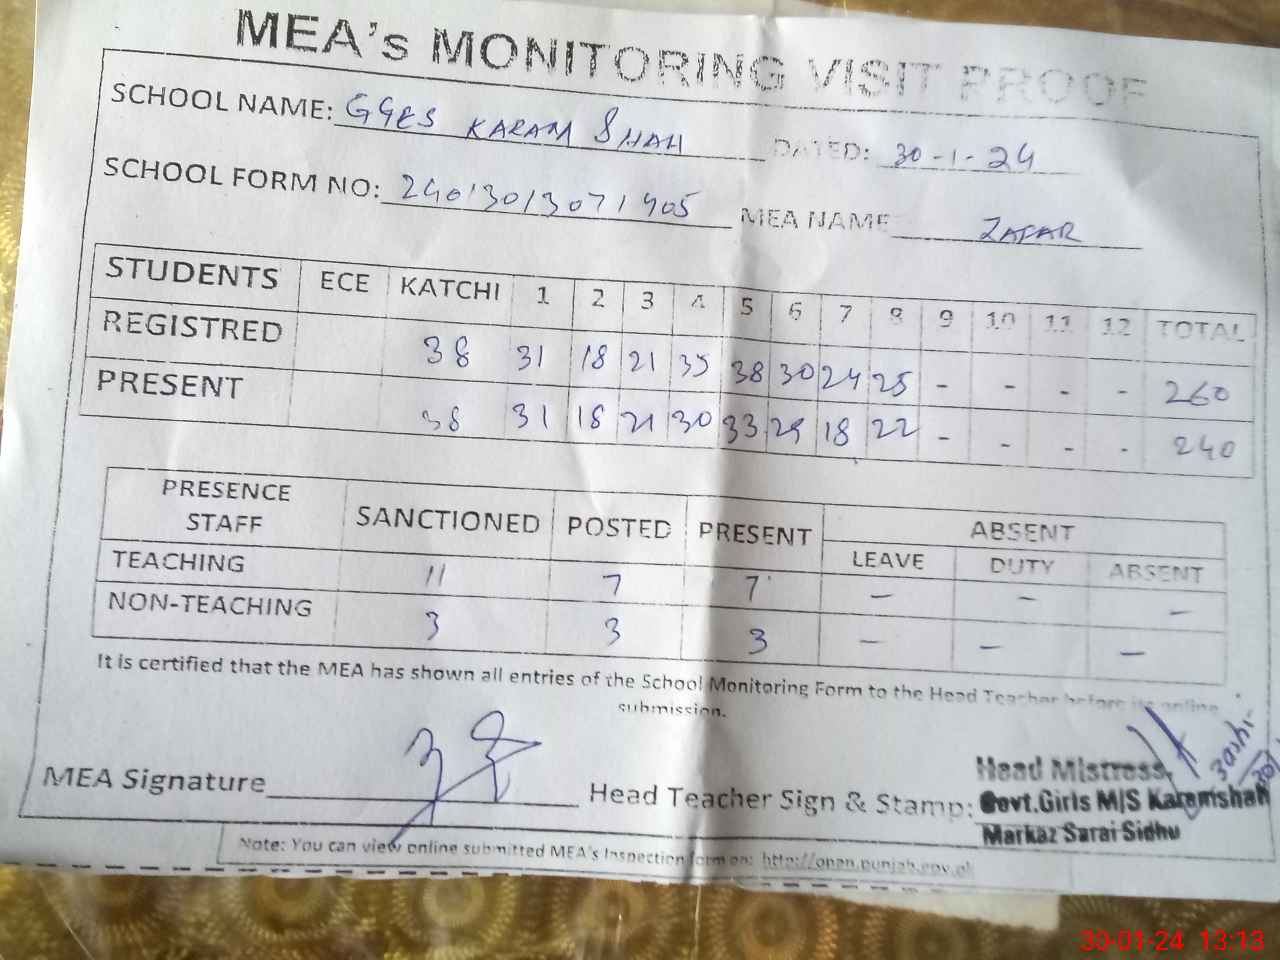 MEA's MONITORING VISIT PROOF
SCHOOL NAME: GGES KARAM SHAH DATED: 30-1-24
SCHOOL FORM NO: 240130130711405 MEA NAME ZAFAR
STUDENTS ECE KATCHI 1 2 3 4 5 6 7 8 9 10 11 12 TOTAL
REGISTRED 38 31 18 21 35 38 30 24 25 - - - - 260
PRESENT 38 31 18 21 30 33 29 18 22 - - - - 240
PRESENCE STAFF SANCTIONED POSTED PRESENT ABSENT
LEAVE DUTY ABSENT
TEACHING 11 7 7 - - -
NON-TEACHING 3 3 3 - - -
It is certified that the MEA has shown all entries of the School Monitoring Form to the Head Teacher before its online
submission.
MEA Signature Head Teacher Sign & Stamp:
Head Mistress,
Govt.Girls M/S Karamshah
Markaz Sarai Sidhu
Note: You can view online submitted MEA's Inspection form on: http://open.punjab.gov.pk
30-01-24 13:13